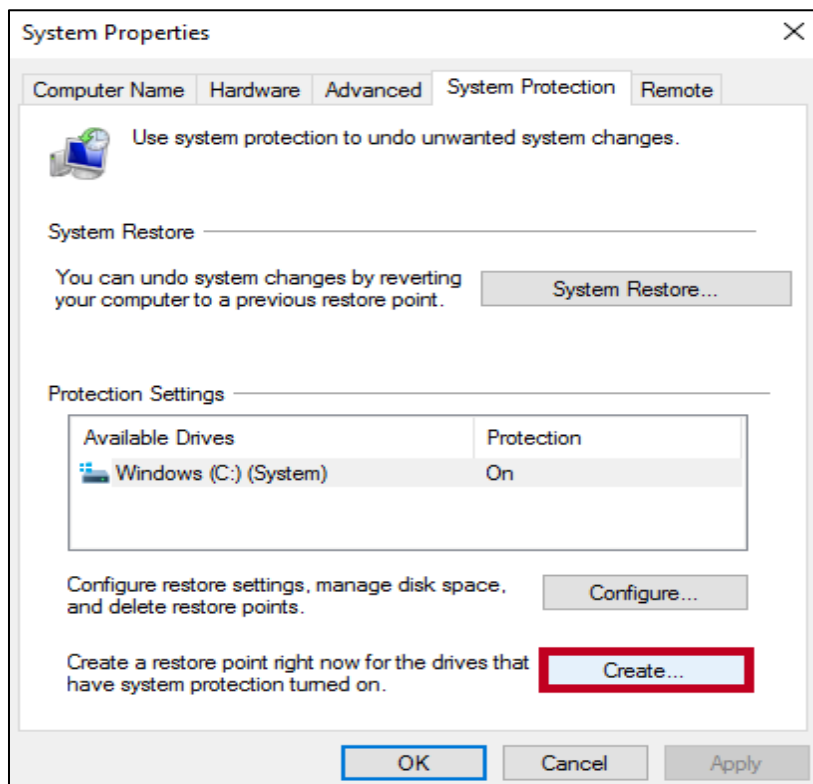 System Properties
Computer Name Hardware Advanced System Protection Remote
Use system protection to undo unwanted system changes.
System Restore
You can undo system changes by reverting
your computer to a previous restore point.
System Restore...
Protection Settings
Available Drives Protection
Windows (C:) (System) On
Configure restore settings, manage disk space,
and delete restore points.
Configure...
Create a restore point right now for the drives that
have system protection turned on.
Create...
OK Cancel Apply